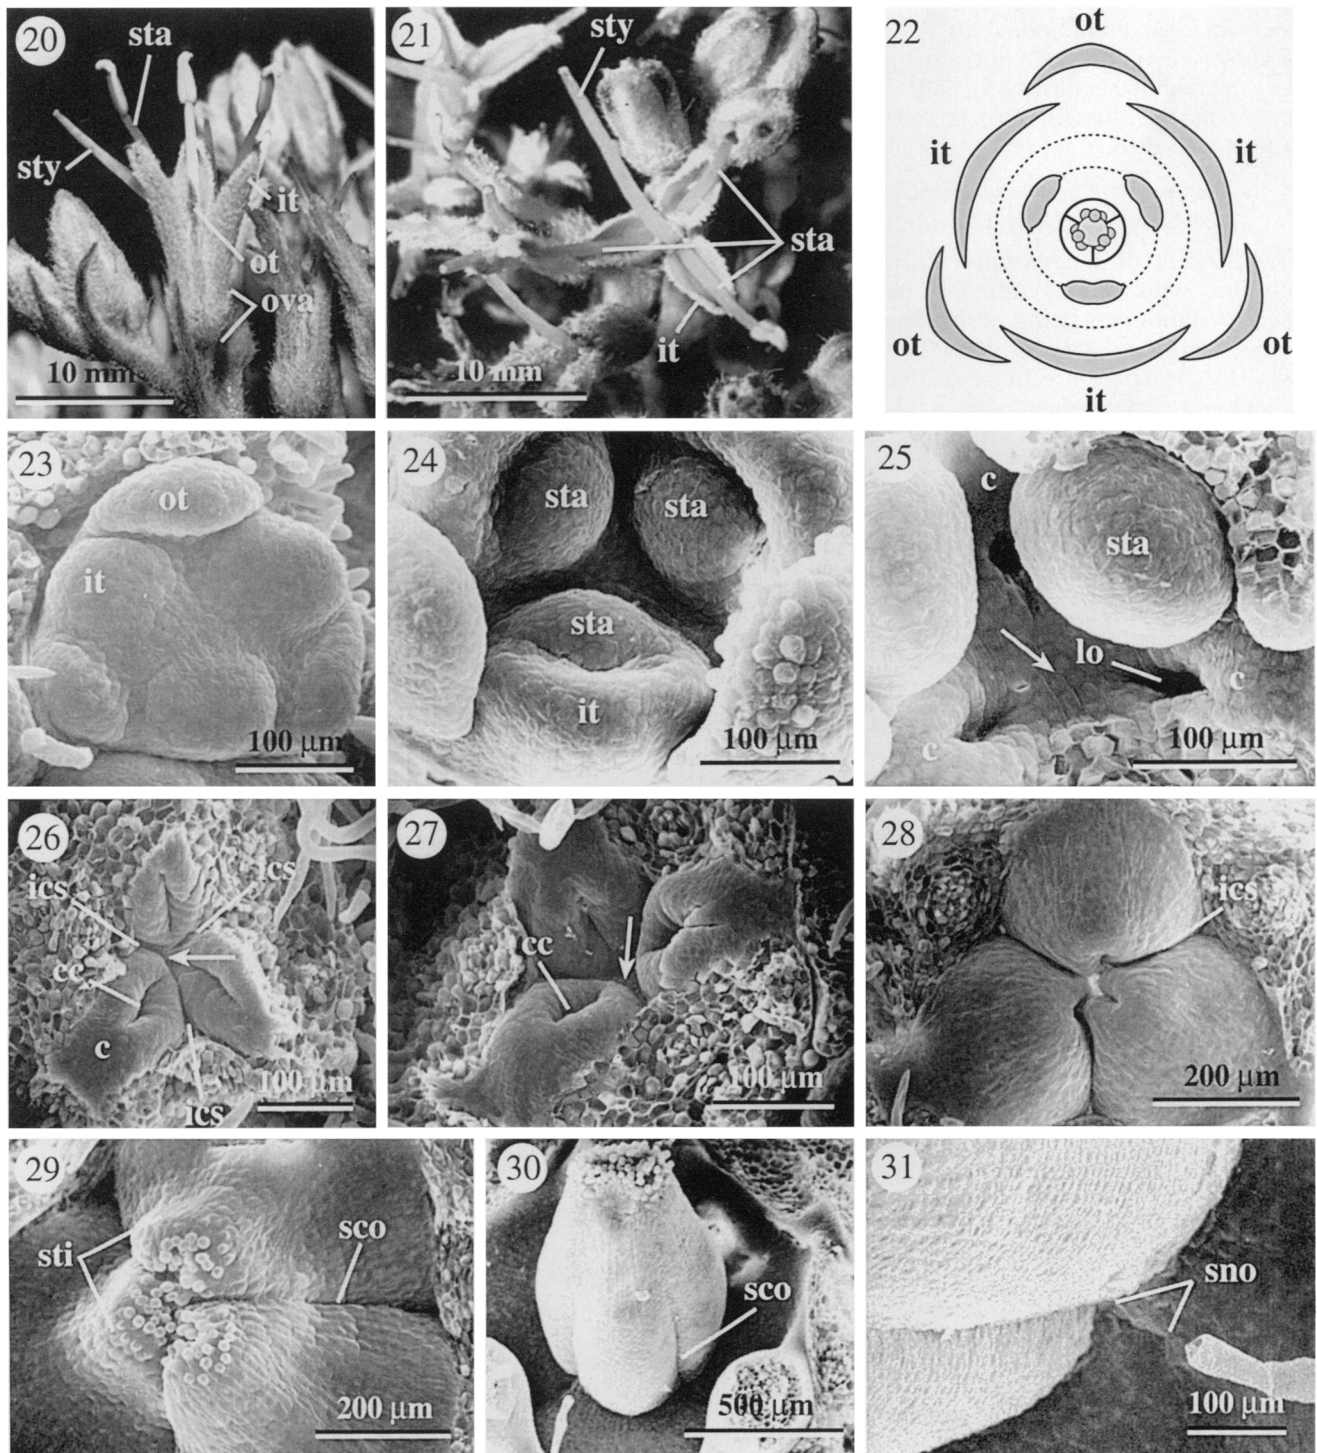 20
sta
sty
it
ot
ova
10 mm
21
sty
sta
it
10 mm
22
ot
it
it
ot
ot
it
23
ot
it
100 µm
24
sta
sta
sta
it
100 µm
25
c
sta
lo
c
c
100 µm
26
ics
ics
cc
c
ics
100 µm
27
cc
100 µm
28
ics
200 µm
29
sti
sco
200 µm
30
sco
500 µm
31
sno
100 µm